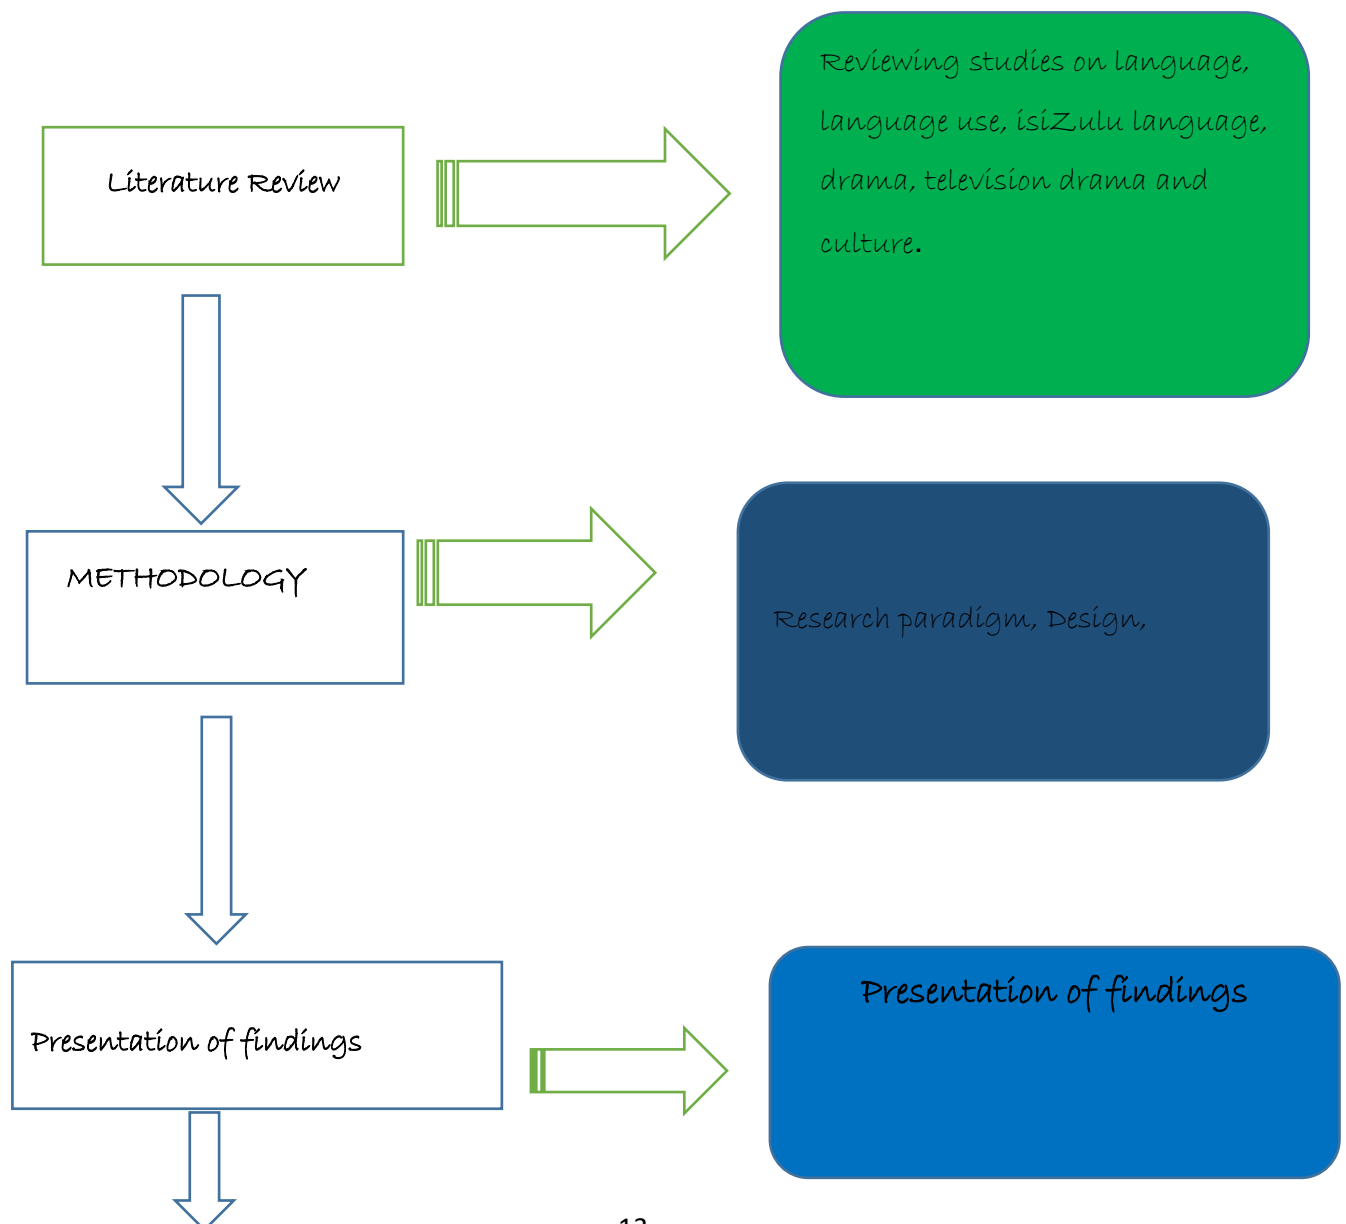 Literature Review
Reviewing studies on language,
language use, isiZulu language,
drama, television drama and
culture.
METHODOLOGY
Research paradigm, Design,
Presentation of findings
Presentation of findings